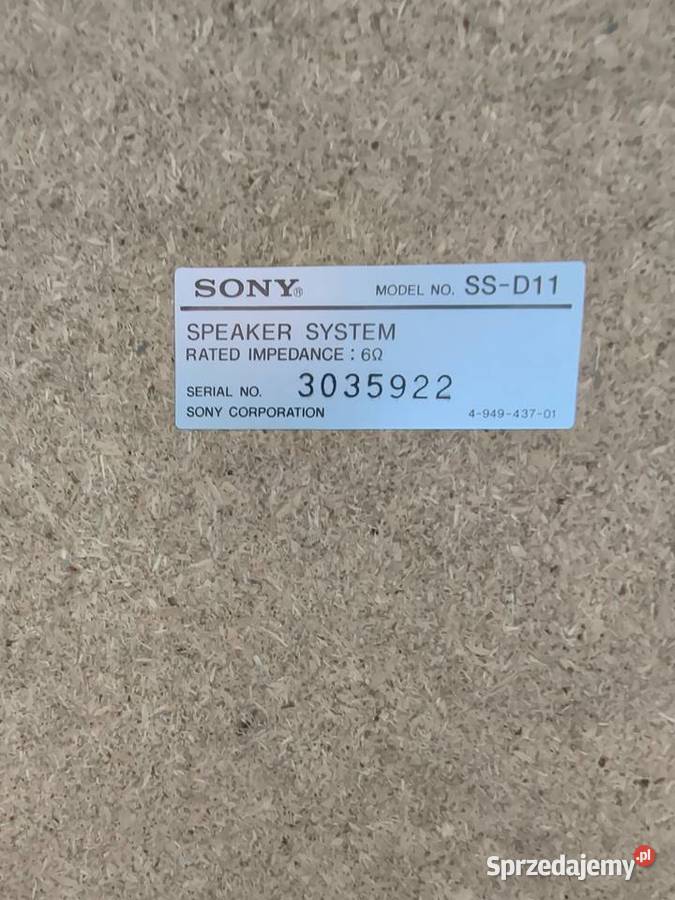 SONY® MODEL NO. SS-D11
SPEAKER SYSTEM
RATED IMPEDANCE : 6Ω
SERIAL NO. 3035922
SONY CORPORATION 4-949-437-01
Sprzedajemy.pl